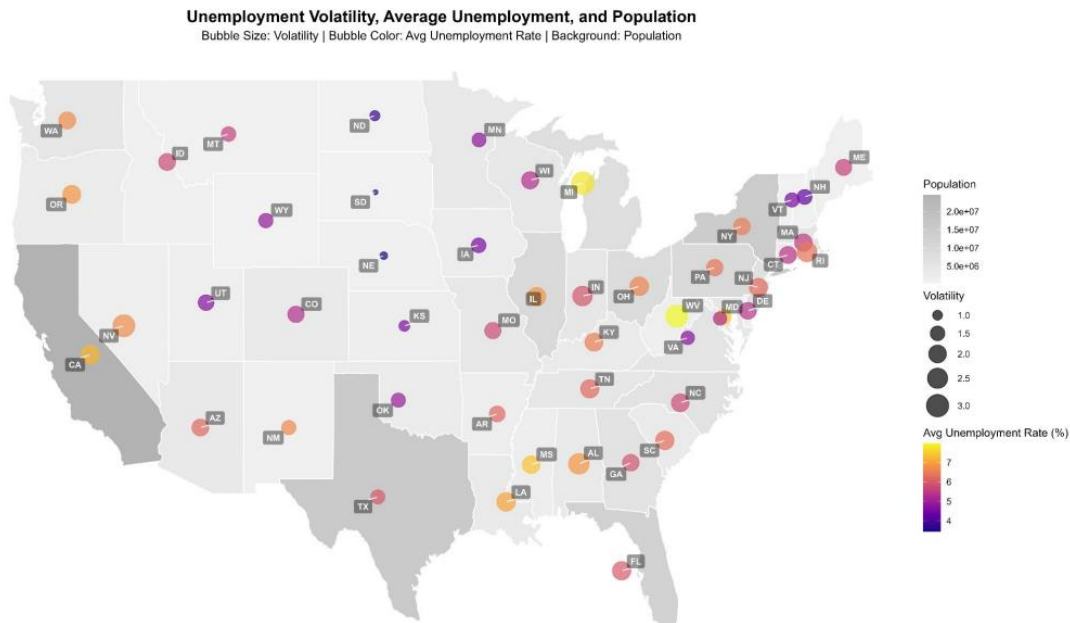 Unemployment Volatility, Average Unemployment, and Population
Bubble Size: Volatility | Bubble Color: Avg Unemployment Rate | Background: Population
WA
MT
ND
MN
ME
ID
WI
MI
OR
WY
SD
VT
NH
NY
MA
IA
NE
CT
RI
PA
NJ
UT
CO
KS
MO
IL
IN
OH
WV
MD
DE
NV
CA
KY
VA
AZ
NM
OK
AR
TN
NC
SC
MS
AL
GA
TX
LA
FL
Population
2.0e+07
1.5e+07
1.0e+07
5.0e+06
Volatility
1.0
1.5
2.0
2.5
3.0
Avg Unemployment Rate (%)
7
6
5
4